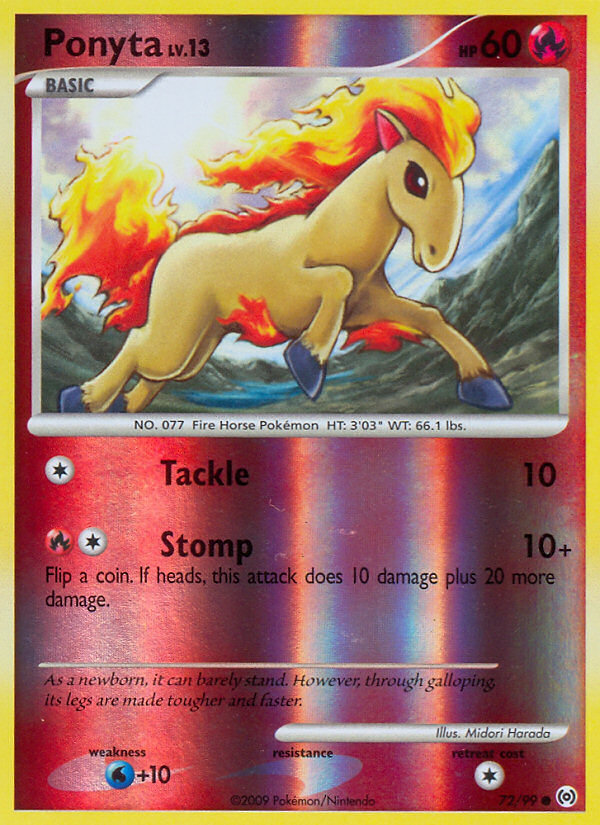 Ponyta LV.13 HP 60
BASIC
NO. 077 Fire Horse Pokémon HT: 3'03" WT: 66.1 lbs.
Tackle 10
Stomp 10+
Flip a coin. If heads, this attack does 10 damage plus 20 more
damage.
As a newborn, it can barely stand. However, through galloping,
its legs are made tougher and faster.
Illus. Midori Harada
weakness resistance retreat cost
+10
©2009 Pokémon/Nintendo 72/99